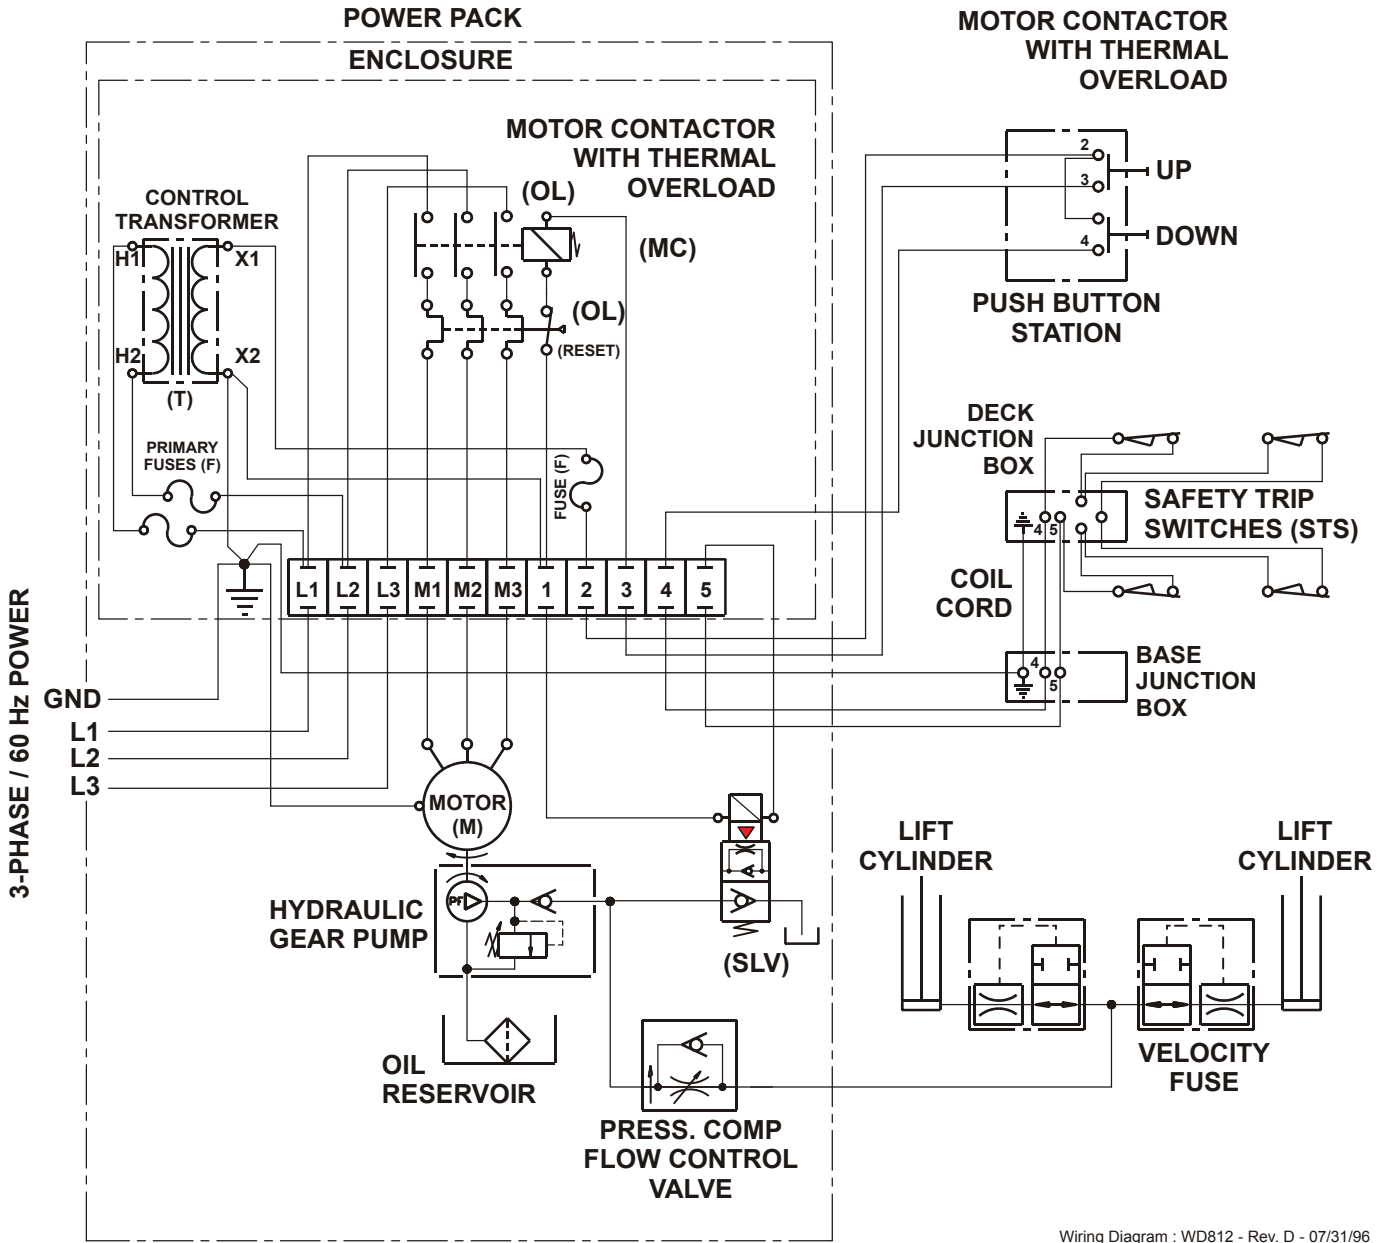 POWER PACK
ENCLOSURE
MOTOR CONTACTOR
WITH THERMAL
OVERLOAD
MOTOR CONTACTOR
WITH THERMAL
OVERLOAD
(OL)
(MC)
CONTROL
TRANSFORMER
H1
X1
H2
X2
(T)
(OL)
(RESET)
2
3
4
UP
DOWN
PUSH BUTTON
STATION
PRIMARY
FUSES (F)
FUSE (F)
DECK
JUNCTION
BOX
4
5
SAFETY TRIP
SWITCHES (STS)
COIL
CORD
L1
L2
L3
M1
M2
M3
1
2
3
4
5
4
5
BASE
JUNCTION
BOX
3-PHASE / 60 Hz POWER
GND
L1
L2
L3
MOTOR
(M)
PF
HYDRAULIC
GEAR PUMP
(SLV)
LIFT
CYLINDER
LIFT
CYLINDER
OIL
RESERVOIR
VELOCITY
FUSE
PRESS. COMP
FLOW CONTROL
VALVE
Wiring Diagram : WD812 - Rev. D - 07/31/96